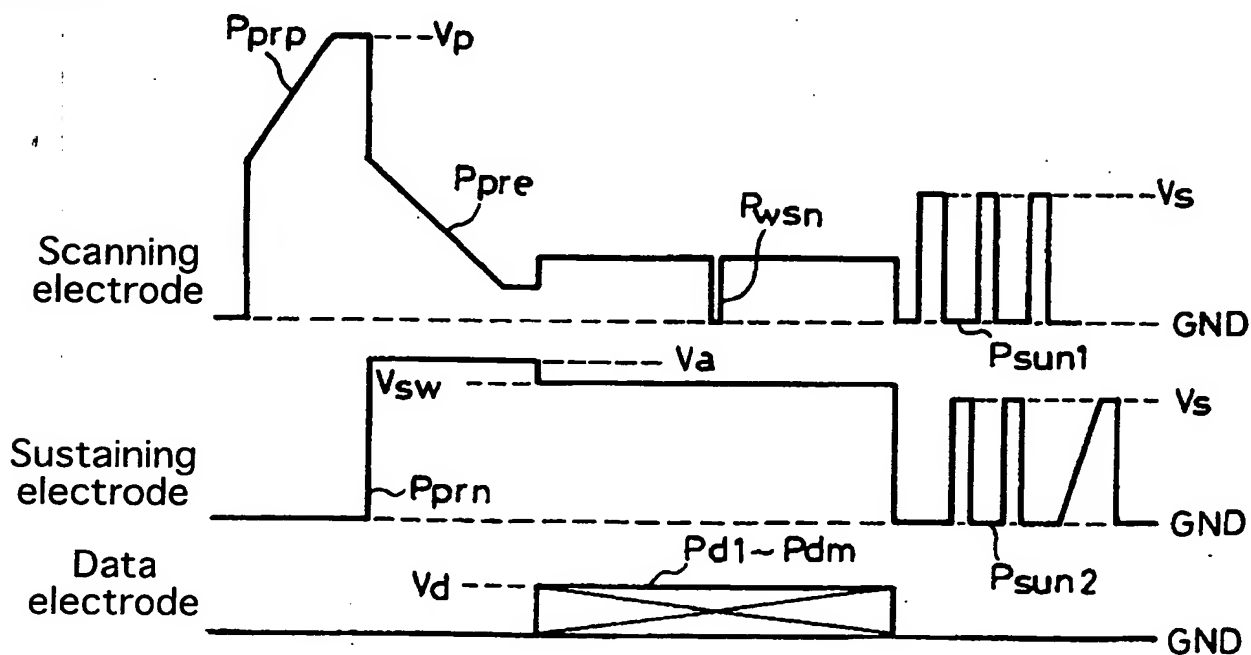 Pprp
Vp
Ppre
Rwsn
Vs
Scanning
electrode
GND
Psun1
Va
Vsw
Vs
Sustaining
electrode
Pprn
GND
Psun2
Pd1~Pdm
Data
electrode
Vd
GND